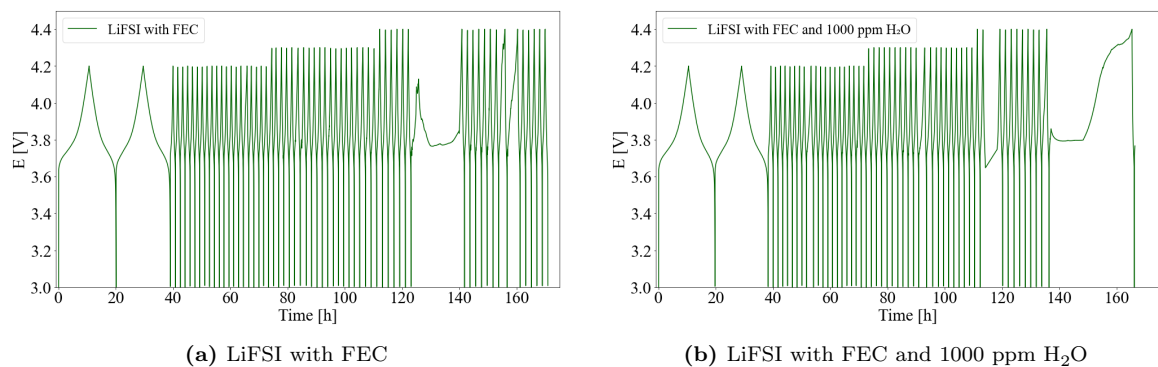 LiFSI with FEC
E [V]
4.4
4.2
4.0
3.8
3.6
3.4
3.2
3.0
0 20 40 60 80 100 120 140 160
Time [h]
(a) LiFSI with FEC
LiFSI with FEC and 1000 ppm H₂O
E [V]
4.4
4.2
4.0
3.8
3.6
3.4
3.2
3.0
0 20 40 60 80 100 120 140 160
Time [h]
(b) LiFSI with FEC and 1000 ppm H₂O